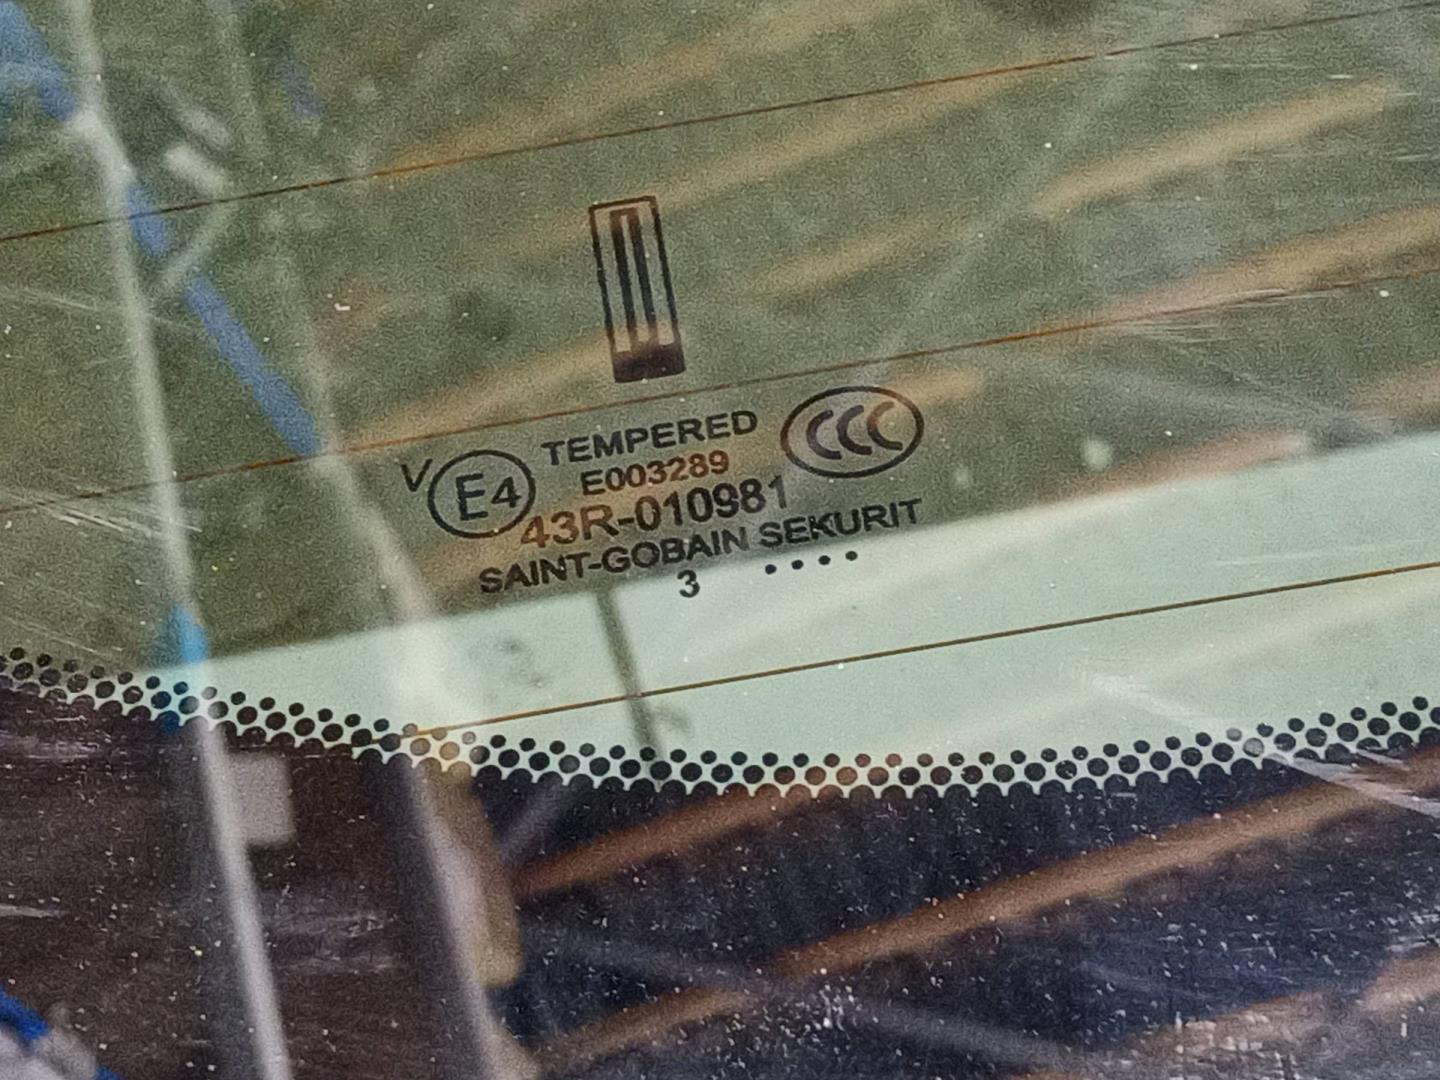 TEMPERED
CCC
V E4
E003289
43R-010981
SAINT-GOBAIN SEKURIT
3 ....